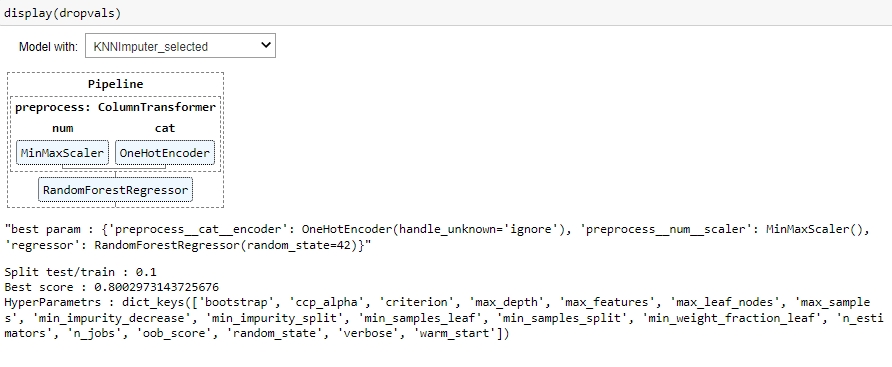 display(dropvals)
Model with: KNNImputer_selected
Pipeline
preprocess: ColumnTransformer
num cat
MinMaxScaler OneHotEncoder
RandomForestRegressor
"best param : {'preprocess__cat__encoder': OneHotEncoder(handle_unknown='ignore'), 'preprocess__num__scaler': MinMaxScaler(),
'regressor': RandomForestRegressor(random_state=42)}"
Split test/train : 0.1
Best score : 0.8002973143725676
HyperParametrs : dict_keys(['bootstrap', 'ccp_alpha', 'criterion', 'max_depth', 'max_features', 'max_leaf_nodes', 'max_sample
s', 'min_impurity_decrease', 'min_impurity_split', 'min_samples_leaf', 'min_samples_split', 'min_weight_fraction_leaf', 'n_esti
mators', 'n_jobs', 'oob_score', 'random_state', 'verbose', 'warm_start'])